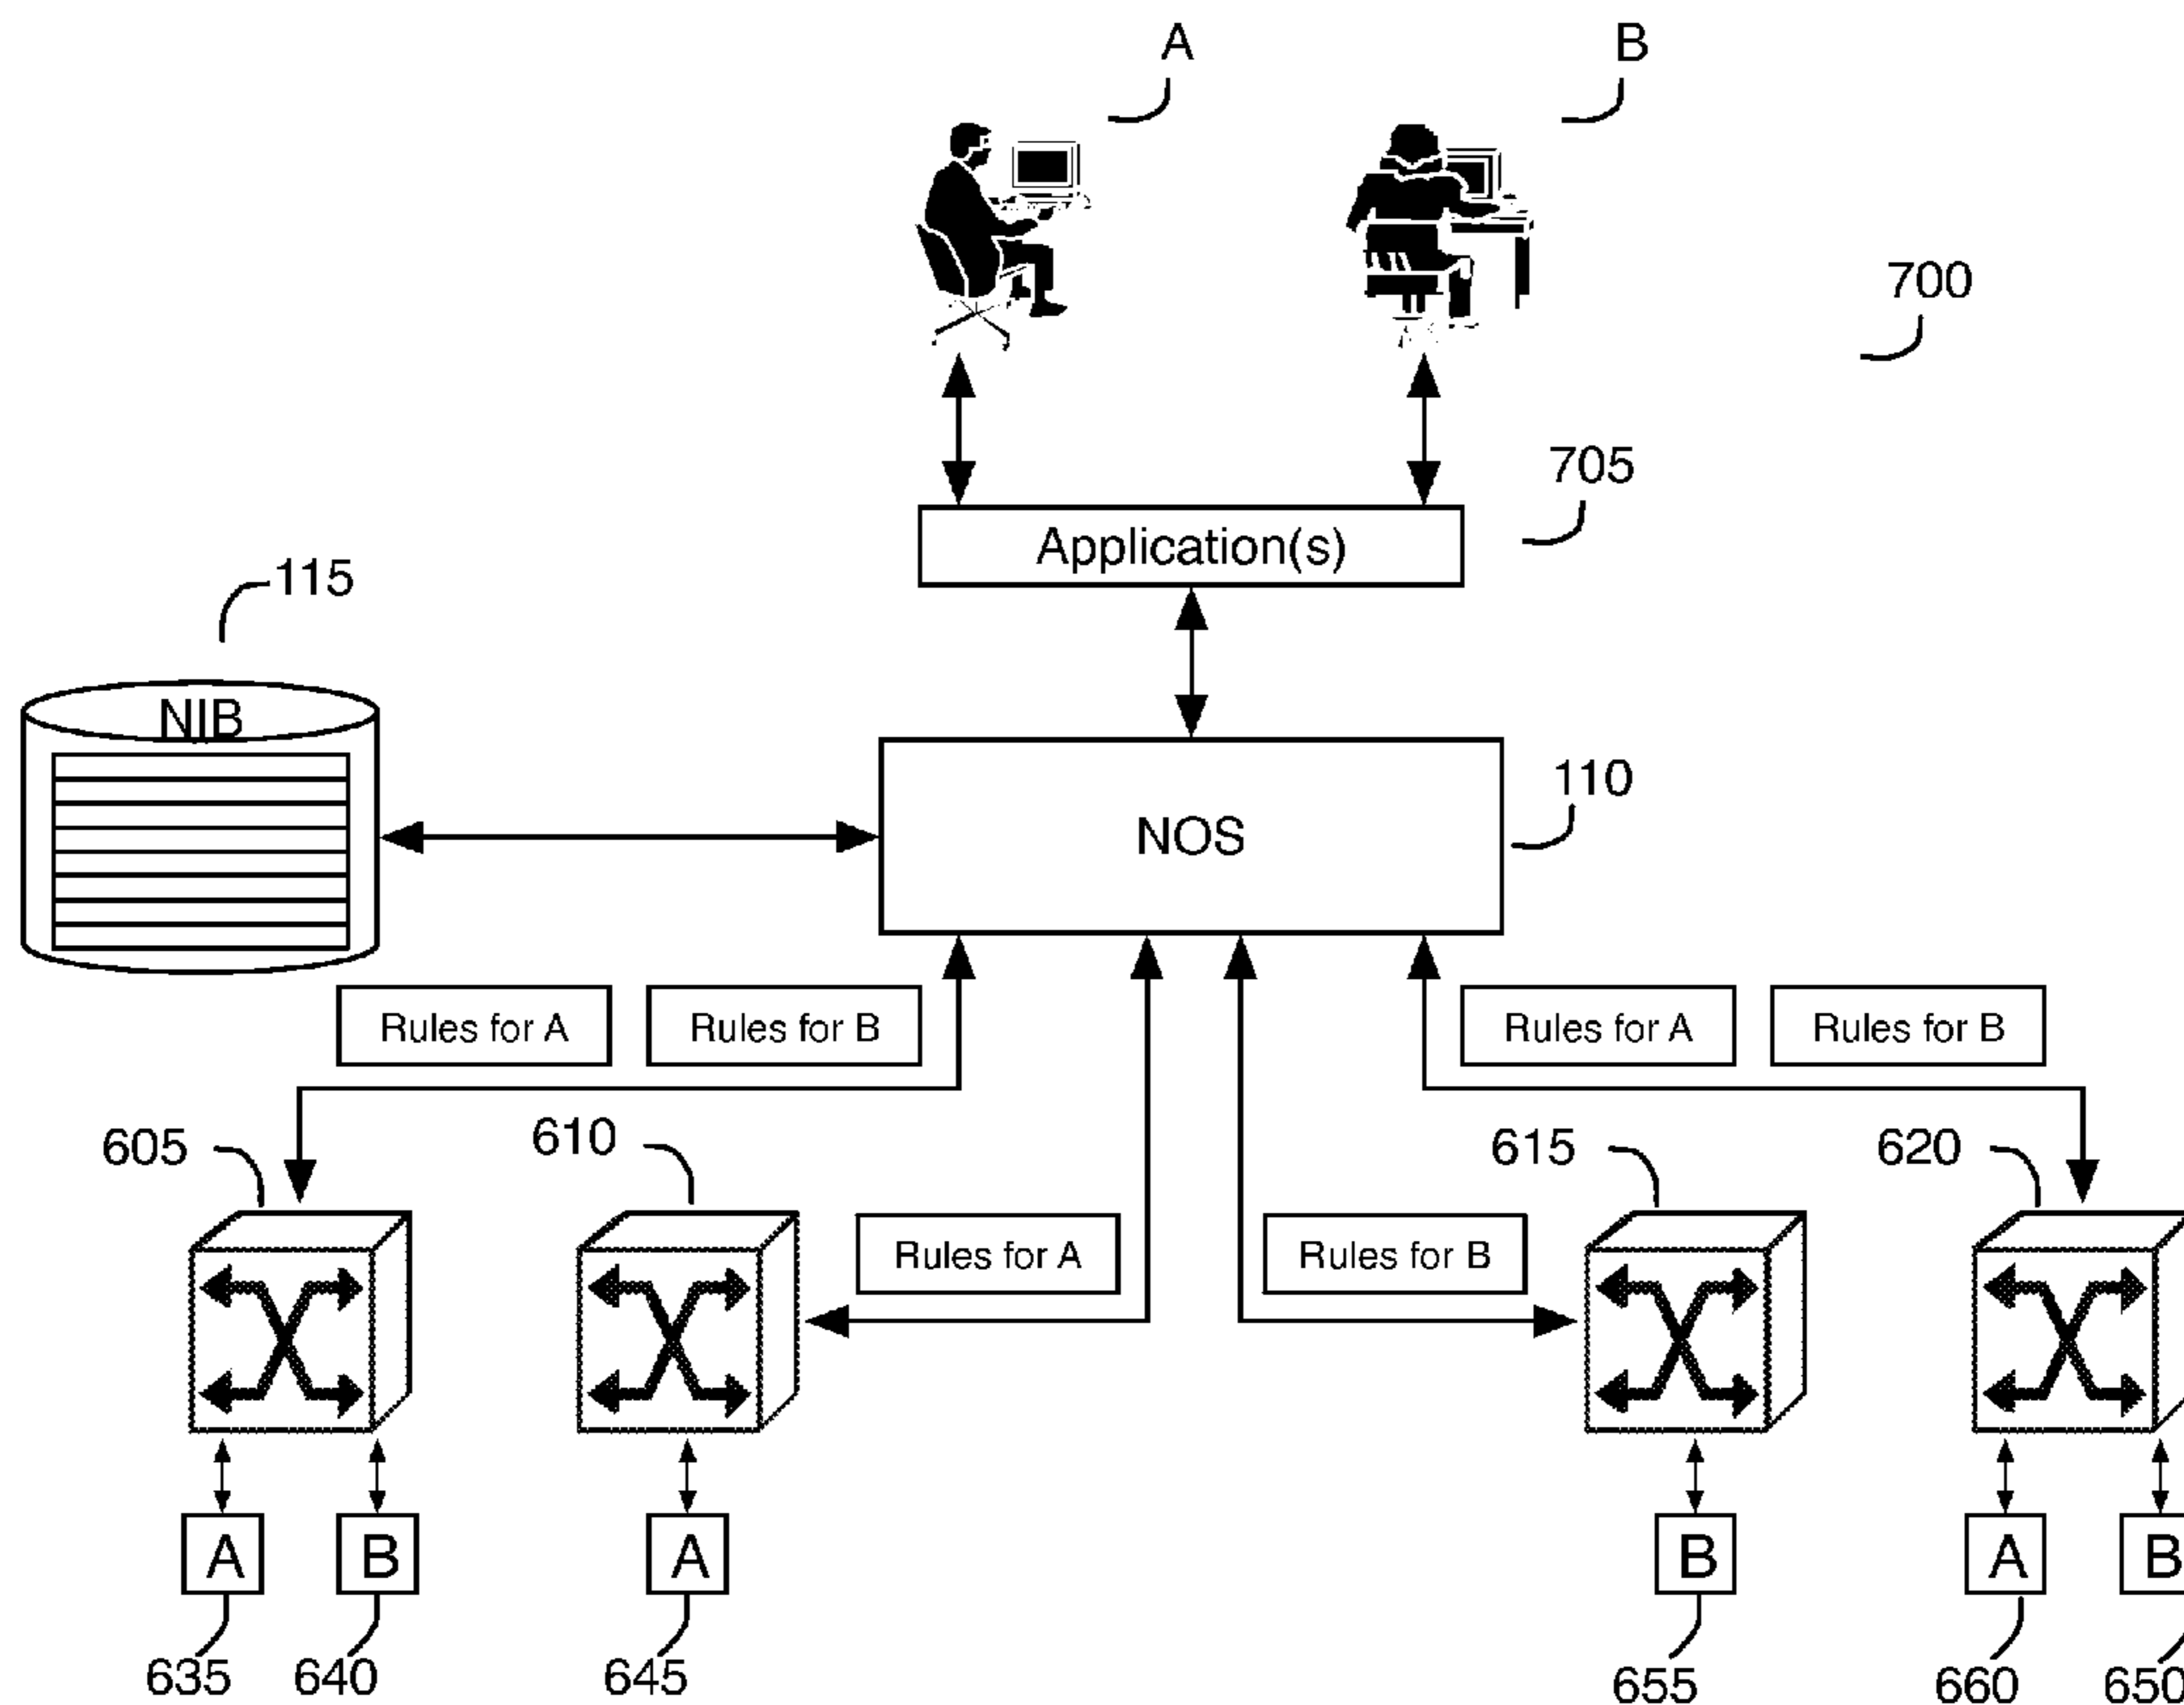 A B
700
705
Application(s)
115
NIB
110
NOS
Rules for A Rules for B Rules for A Rules for B
605 610 615 620
Rules for A Rules for B
A B A B A B
635 640 645 655 660 650